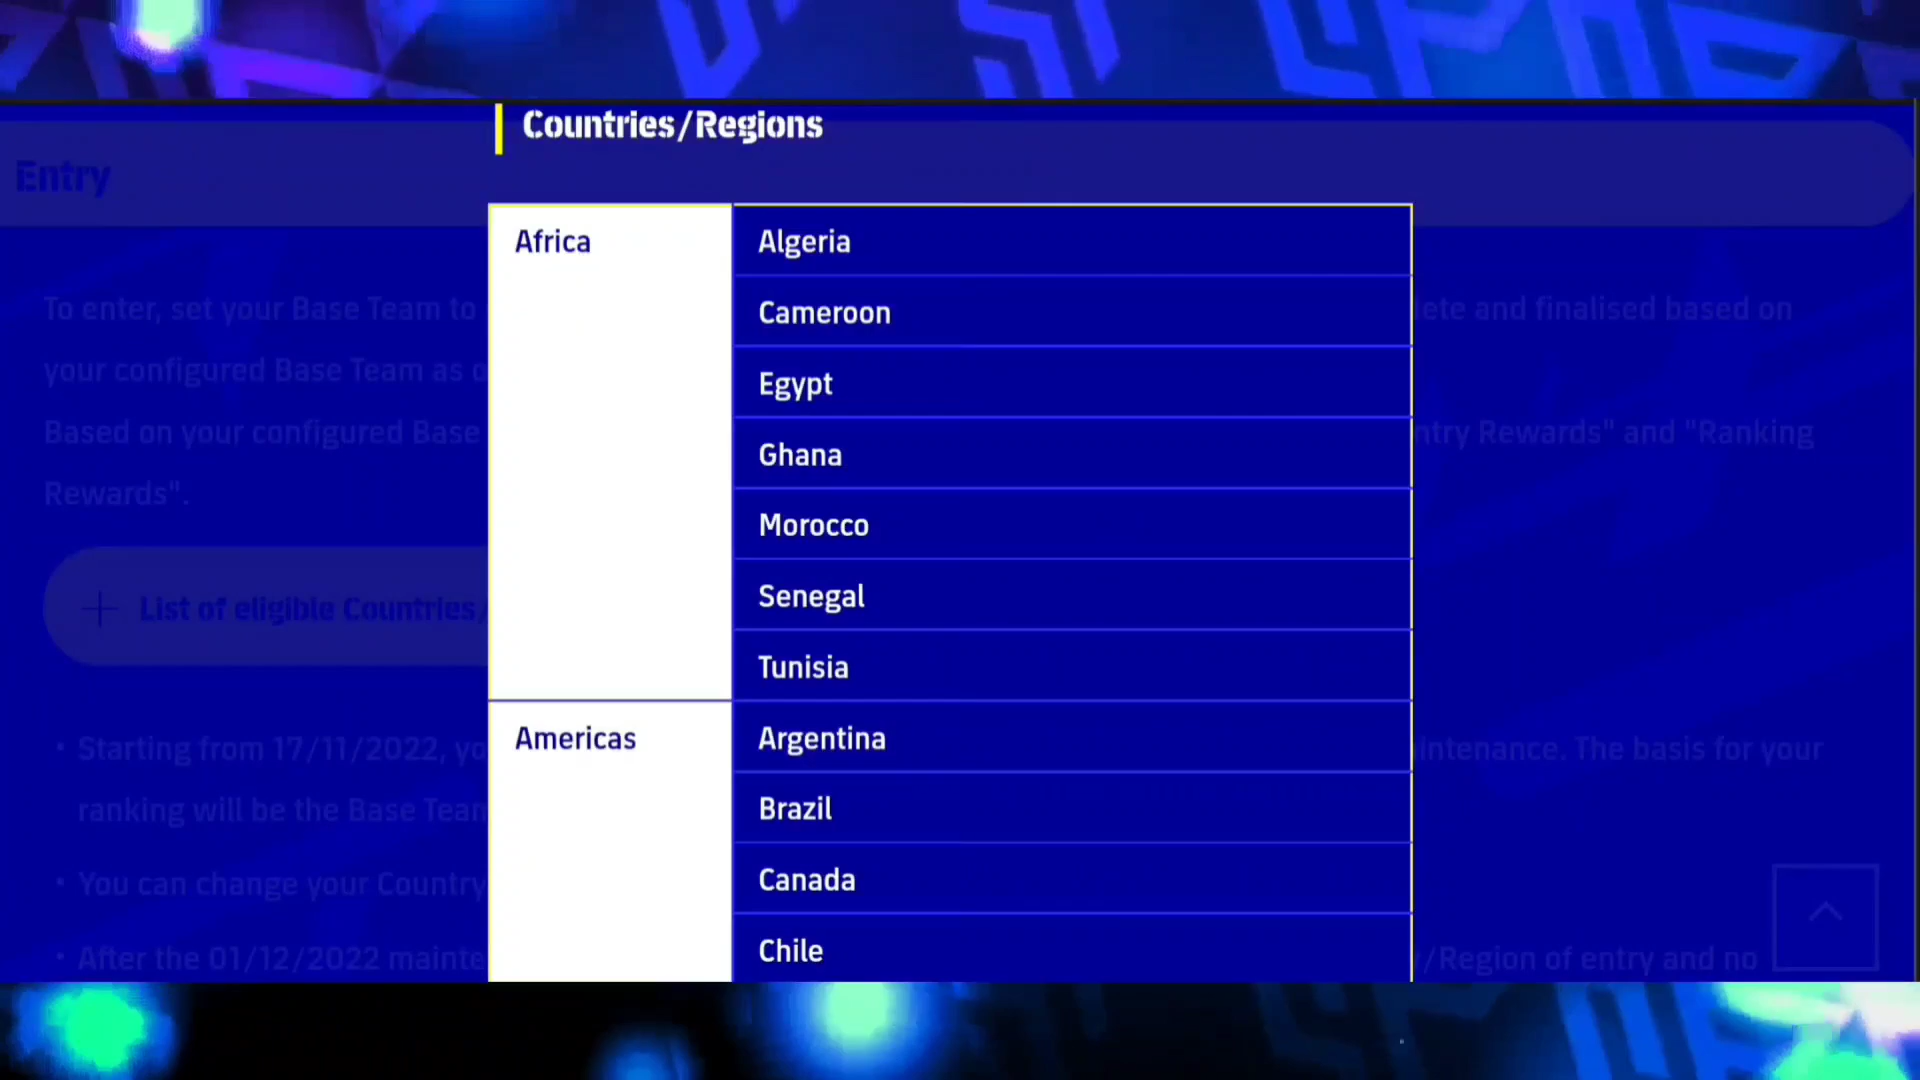 Countries/Regions
Entry
Africa
Algeria
Cameroon
Egypt
Ghana
Morocco
Senegal
Tunisia
Americas
Argentina
Brazil
Canada
Chile
To enter, set your Base Team to
lete and finalised based on
your configured Base Team as
Based on your configured Base
ntry Rewards" and "Ranking
Rewards".
+ List of eligible Countries/
• Starting from 17/11/2022, yo
intenance. The basis for your
ranking will be the Base Team
• You can change your Country
• After the 01/12/2022 mainte
/Region of entry and no